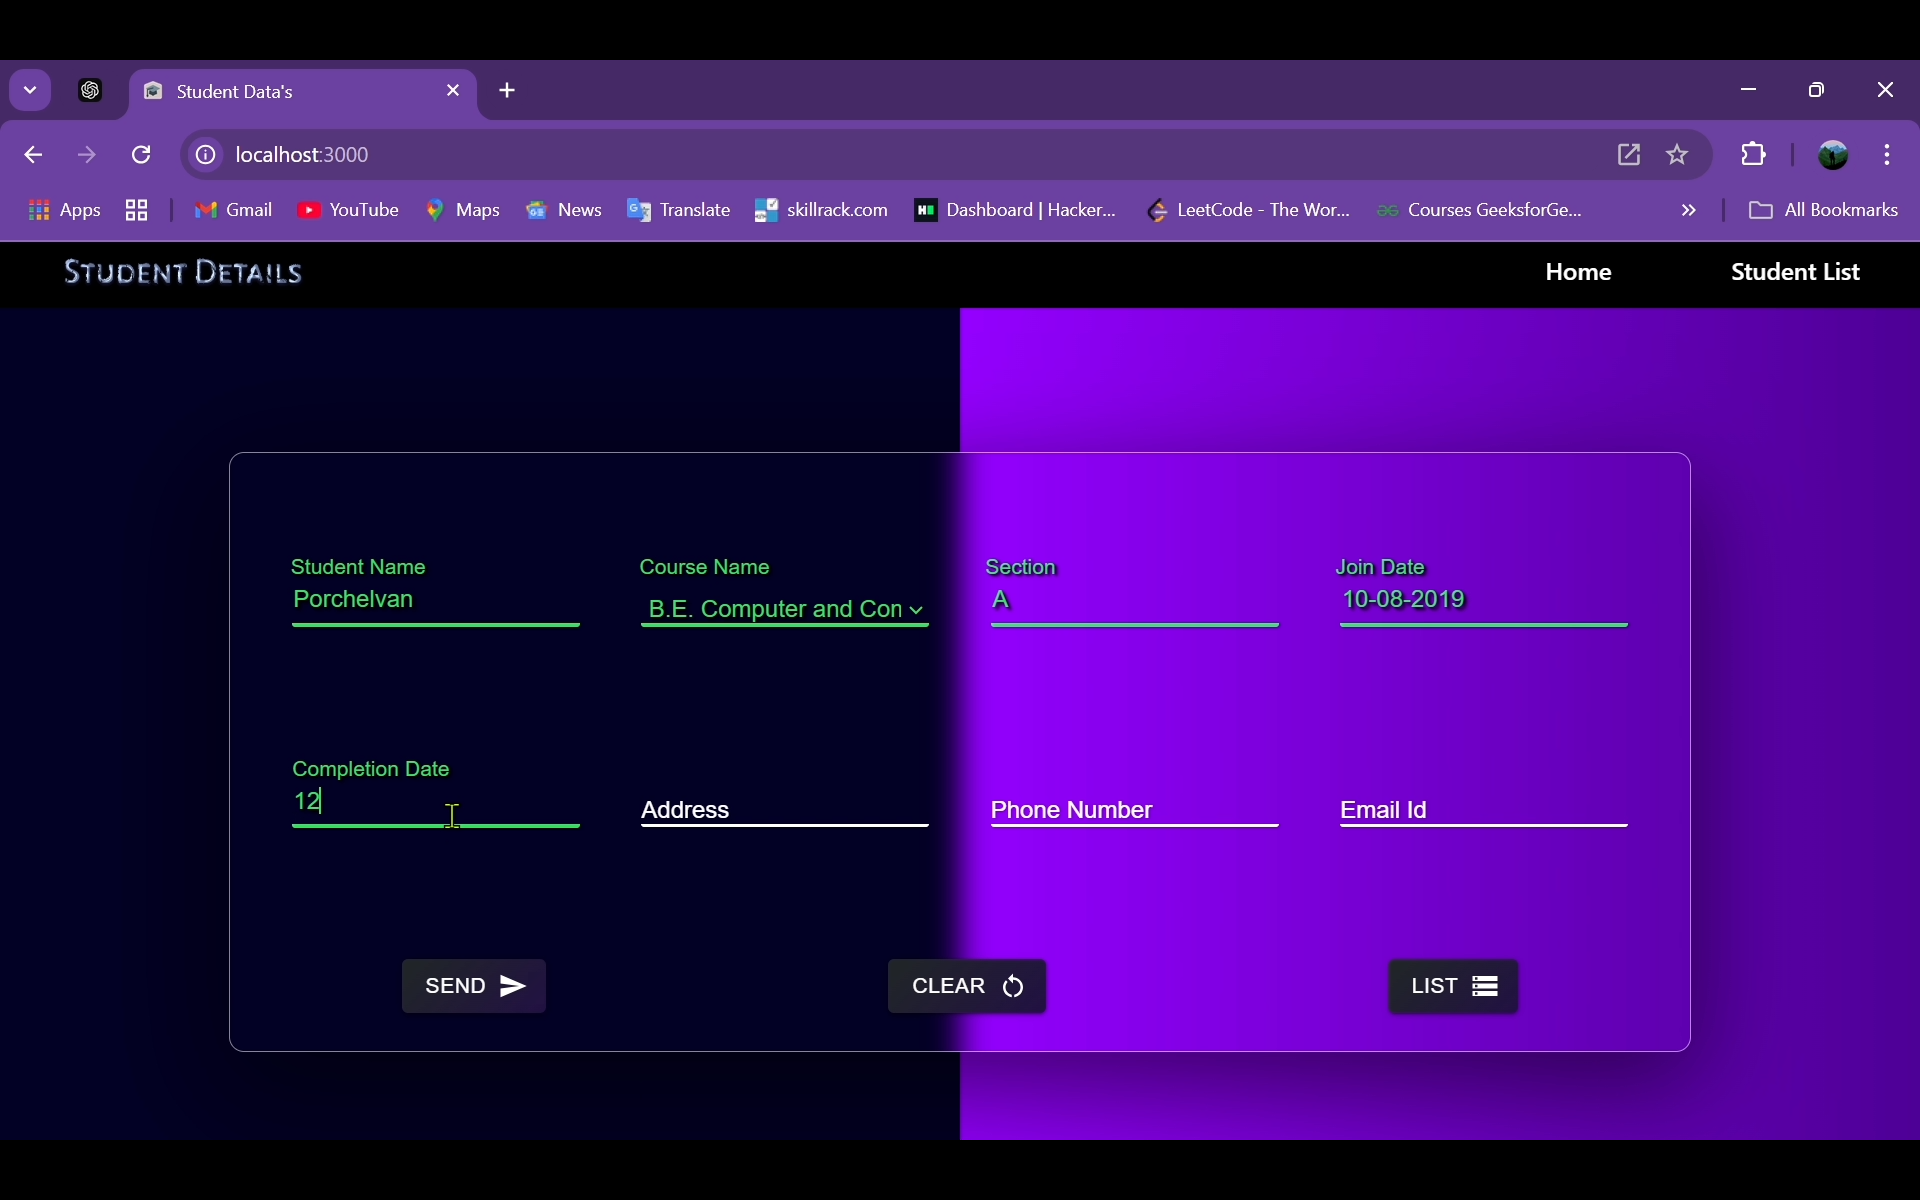 Student Data's
localhost:3000
Apps Gmail YouTube Maps News Translate skillrack.com Dashboard | Hacker... LeetCode - The Wor... Courses GeeksforGe... All Bookmarks
STUDENT DETAILS Home Student List
Student Name Course Name Section Join Date
Porchelvan B.E. Computer and Con A 10-08-2019
Completion Date
12
Address Phone Number Email Id
SEND CLEAR LIST